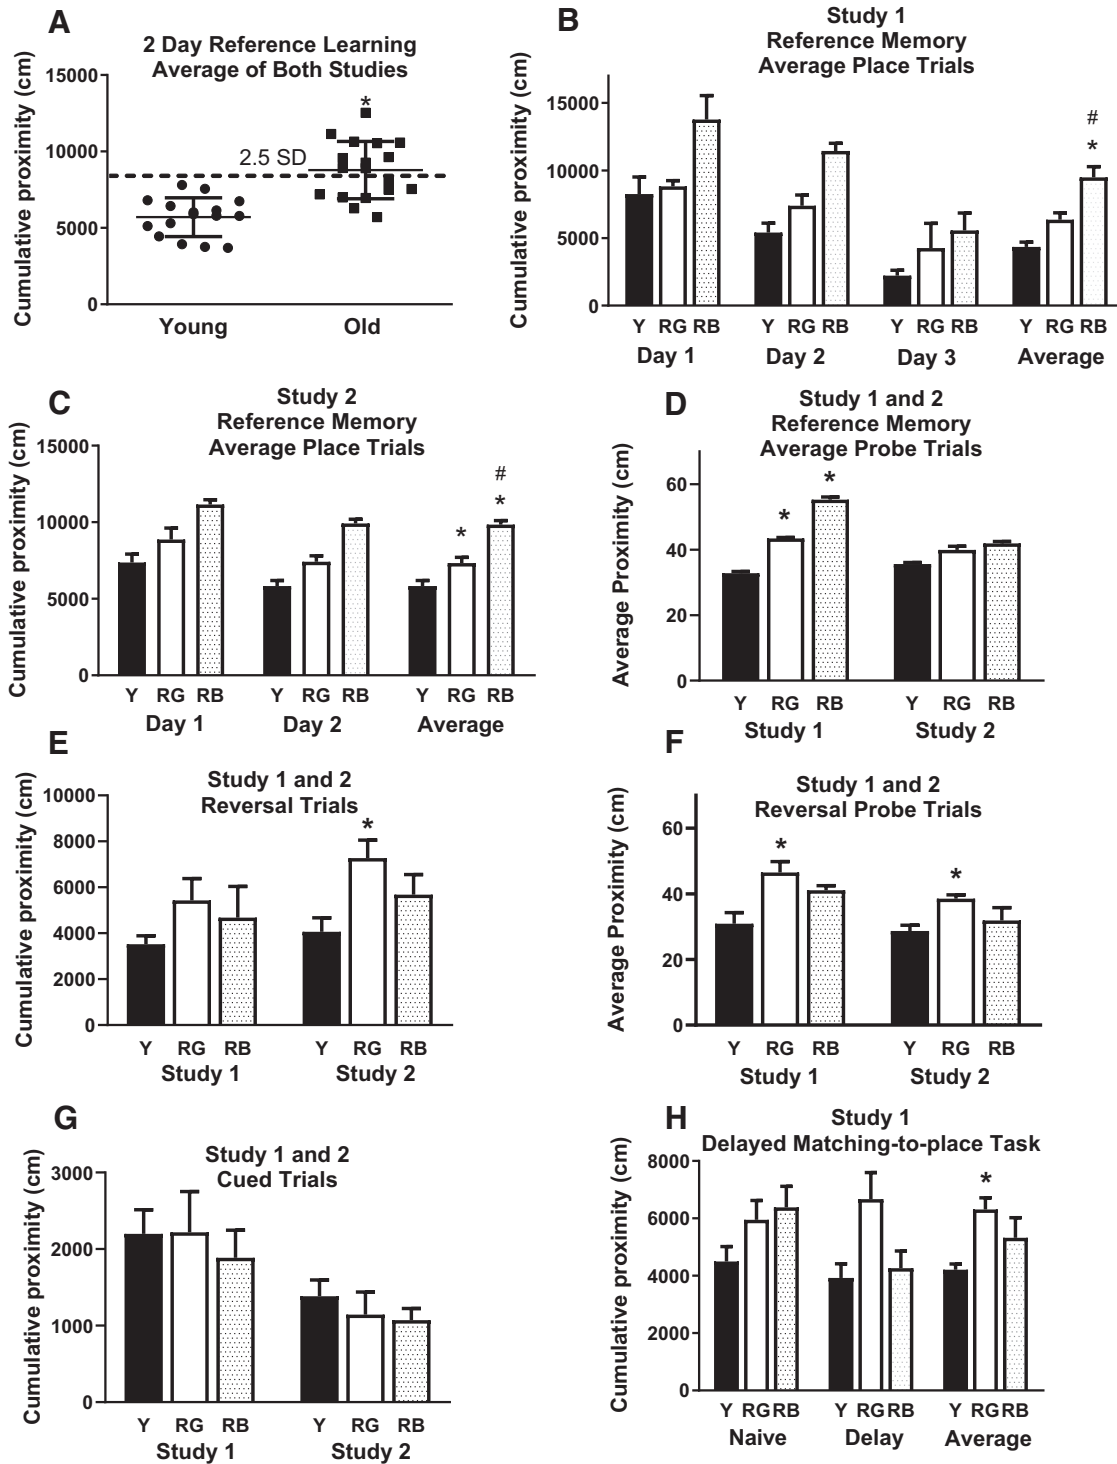 A
2 Day Reference Learning
Average of Both Studies
Cumulative proximity (cm)
15000
10000
5000
0
2.5 SD
*
Young Old
B
Study 1
Reference Memory
Average Place Trials
Cumulative proximity (cm)
15000
10000
5000
0
#
*
Y RG RB Y RG RB Y RG RB Y RG RB
Day 1 Day 2 Day 3 Average
C
Study 2
Reference Memory
Average Place Trials
Cumulative proximity (cm)
15000
10000
5000
0
#
* *
Y RG RB Y RG RB Y RG RB
Day 1 Day 2 Average
D
Study 1 and 2
Reference Memory
Average Probe Trials
Average Proximity (cm)
60
40
20
0
* *
Y RG RB Y RG RB
Study 1 Study 2
E
Study 1 and 2
Reversal Trials
Cumulative proximity (cm)
10000
8000
6000
4000
2000
0
*
Y RG RB Y RG RB
Study 1 Study 2
F
Study 1 and 2
Reversal Probe Trials
Average Proximity (cm)
60
40
20
0
* *
Y RG RB Y RG RB
Study 1 Study 2
G
Study 1 and 2
Cued Trials
Cumulative proximity (cm)
3000
2000
1000
0
Y RG RB Y RG RB
Study 1 Study 2
H
Study 1
Delayed Matching-to-place Task
Cumulative proximity (cm)
8000
6000
4000
2000
0
*
Y RG RB Y RG RB Y RG RB
Naive Delay Average